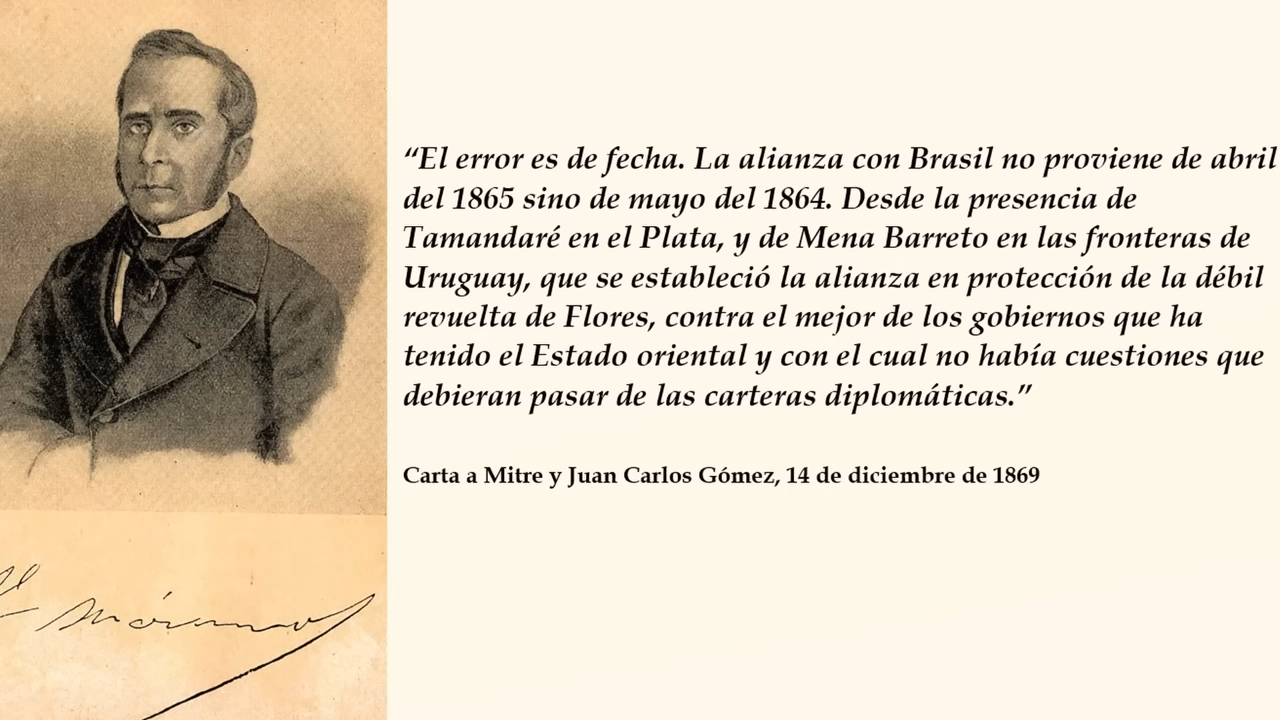 “El error es de fecha. La alianza con Brasil no proviene de abril
del 1865 sino de mayo del 1864. Desde la presencia de
Tamandaré en el Plata, y de Mena Barreto en las fronteras de
Uruguay, que se estableció la alianza en protección de la débil
revuelta de Flores, contra el mejor de los gobiernos que ha
tenido el Estado oriental y con el cual no había cuestiones que
debieran pasar de las carteras diplomáticas.”
Carta a Mitre y Juan Carlos Gómez, 14 de diciembre de 1869